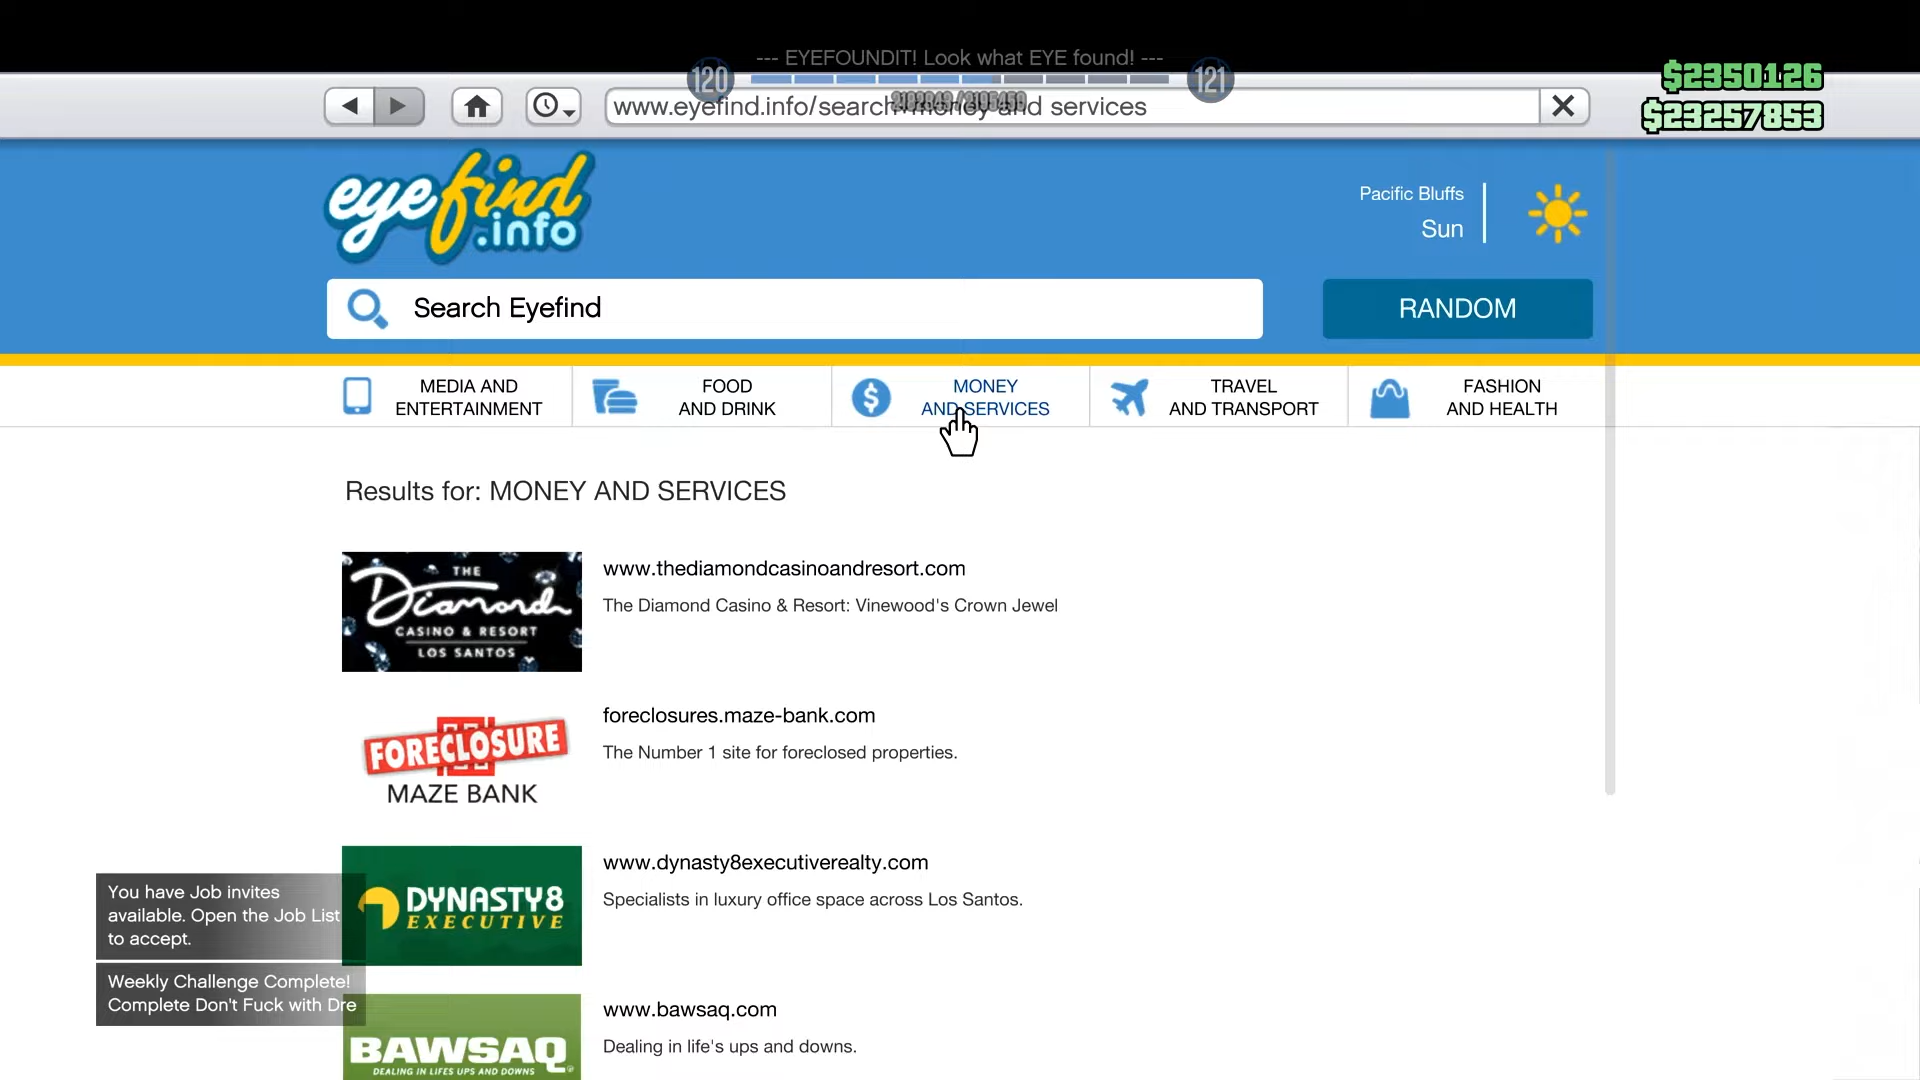 --- EYEFOUNDIT! Look what EYE found! ---
120
121
$2350126
$23257853
www.eyefind.info/search+money and services
eyefind
.info
Pacific Bluffs
Sun
Search Eyefind
RANDOM
MEDIA AND
ENTERTAINMENT
FOOD
AND DRINK
MONEY
AND SERVICES
TRAVEL
AND TRANSPORT
FASHION
AND HEALTH
Results for: MONEY AND SERVICES
THE
Diamond
CASINO & RESORT
LOS SANTOS
www.thediamondcasinoandresort.com
The Diamond Casino & Resort: Vinewood's Crown Jewel
FORECLOSURE
MAZE BANK
foreclosures.maze-bank.com
The Number 1 site for foreclosed properties.
DYNASTY8
EXECUTIVE
www.dynasty8executiverealty.com
Specialists in luxury office space across Los Santos.
You have Job invites
available. Open the Job List
to accept.
Weekly Challenge Complete!
Complete Don't Fuck with Dre
BAWSAQ
DEALING IN LIFES UPS AND DOWNS
www.bawsaq.com
Dealing in life's ups and downs.